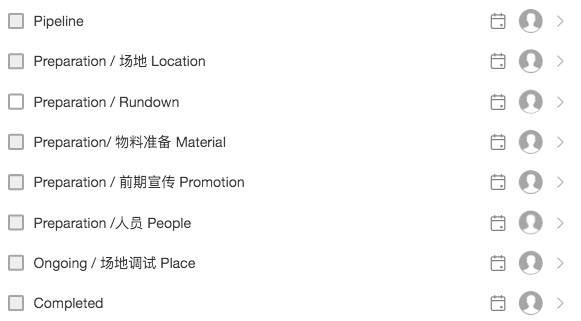 Pipeline
Preparation / 场地 Location
Preparation / Rundown
Preparation/ 物料准备 Material
Preparation / 前期宣传 Promotion
Preparation /人员 People
Ongoing / 场地调试 Place
Completed